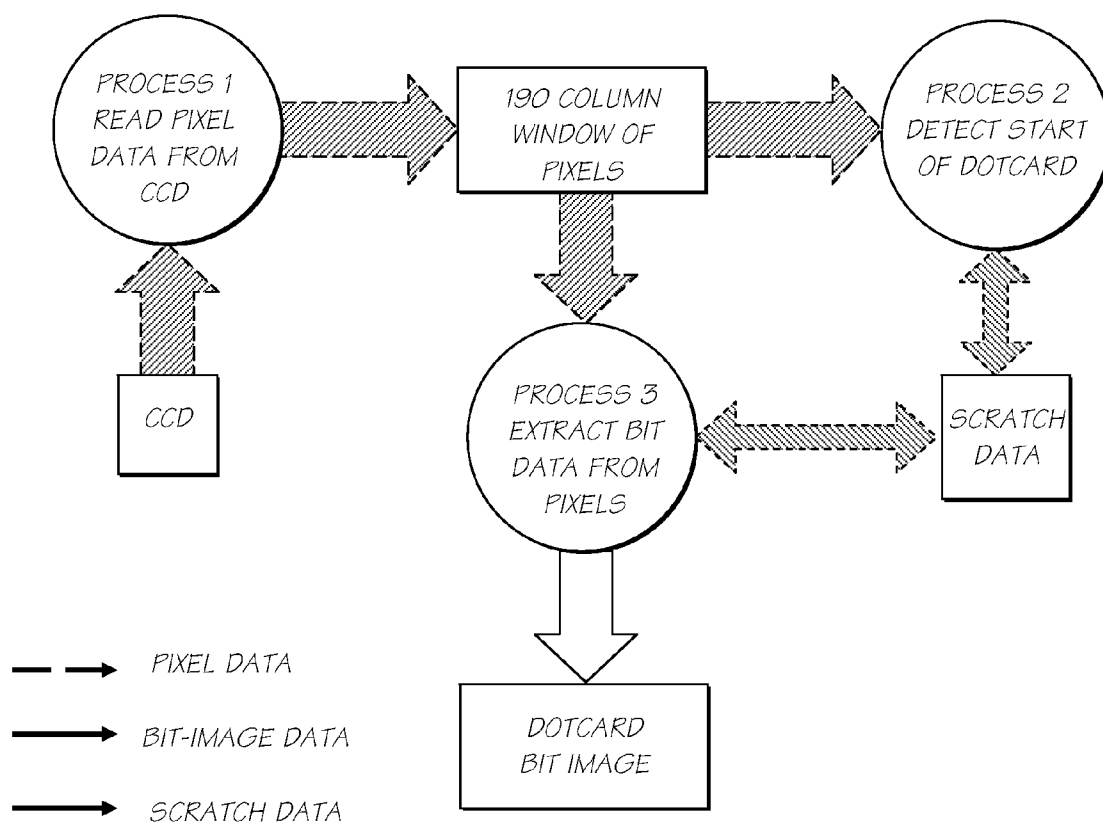 PROCESS 1
READ PIXEL
DATA FROM
CCD
190 COLUMN
WINDOW OF
PIXELS
PROCESS 2
DETECT START
OF DOTCARD
CCD
PROCESS 3
EXTRACT BIT
DATA FROM
PIXELS
SCRATCH
DATA
DOTCARD
BIT IMAGE
PIXEL DATA
BIT-IMAGE DATA
SCRATCH DATA